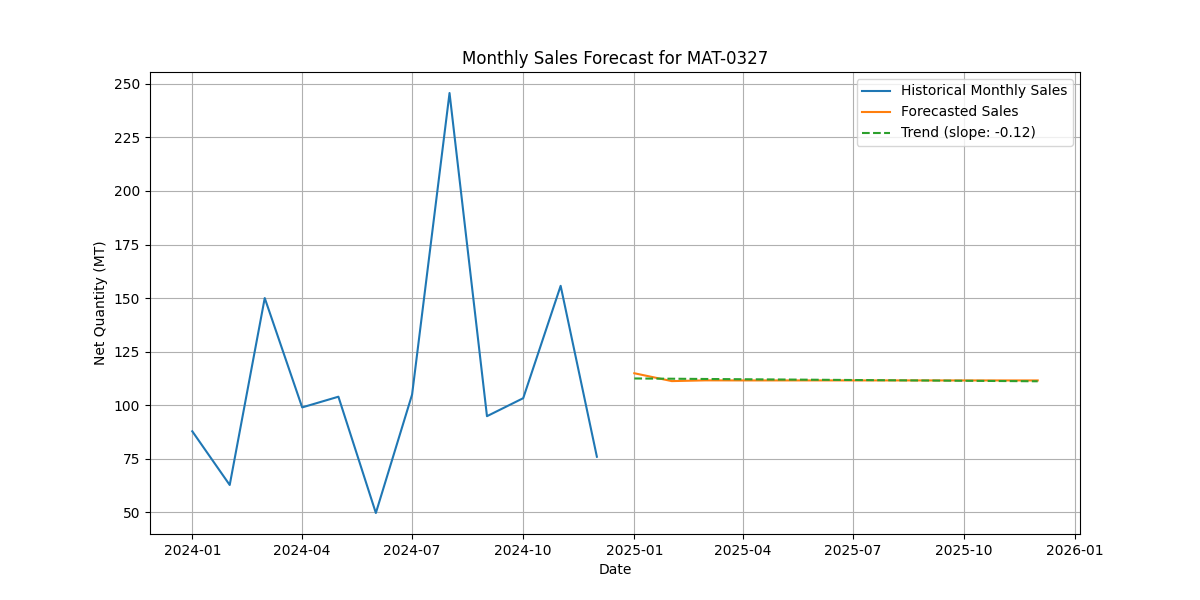 Monthly Sales Forecast for MAT-0327
Historical Monthly Sales
Forecasted Sales
Trend (slope: -0.12)
Net Quantity (MT)
250
225
200
175
150
125
100
75
50
2024-01 2024-04 2024-07 2024-10 2025-01 2025-04 2025-07 2025-10 2026-01
Date